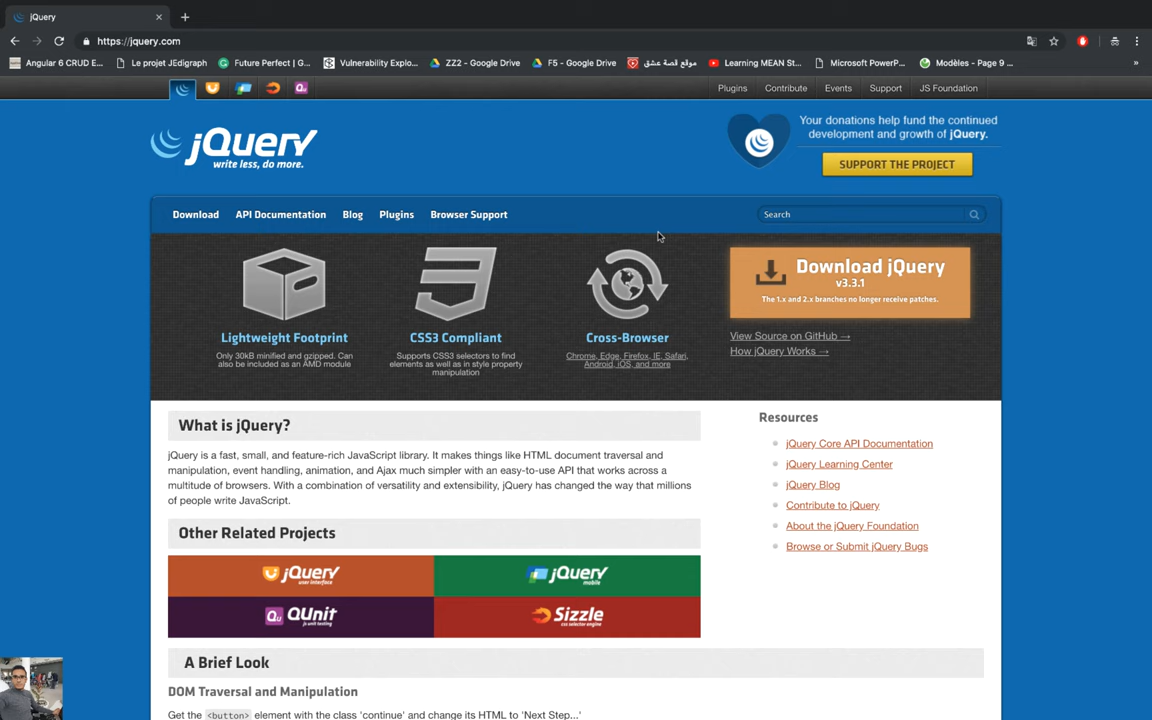 jQuery
https://jquery.com
Angular 6 CRUD E...
Le projet JEdigraph
Future Perfect | G...
Vulnerability Explo...
ZZ2 - Google Drive
F5 - Google Drive
موقع قصة عشق
Learning MEAN St...
Microsoft PowerP...
Modèles - Page 9 ...
»
Plugins
Contribute
Events
Support
JS Foundation
jQuery
write less, do more.
Your donations help fund the continued
development and growth of jQuery.
SUPPORT THE PROJECT
Download
API Documentation
Blog
Plugins
Browser Support
Search
Lightweight Footprint
Only 30kB minified and gzipped. Can
also be included as an AMD module
CSS3 Compliant
Supports CSS3 selectors to find
elements as well as in style property
manipulation
Cross-Browser
Chrome, Edge, Firefox, IE, Safari,
Android, iOS, and more
Download jQuery
v3.3.1
The 1.x and 2.x branches no longer receive patches.
View Source on GitHub →
How jQuery Works →
What is jQuery?
jQuery is a fast, small, and feature-rich JavaScript library. It makes things like HTML document traversal and
manipulation, event handling, animation, and Ajax much simpler with an easy-to-use API that works across a
multitude of browsers. With a combination of versatility and extensibility, jQuery has changed the way that millions
of people write JavaScript.
Resources
jQuery Core API Documentation
jQuery Learning Center
jQuery Blog
Contribute to jQuery
About the jQuery Foundation
Browse or Submit jQuery Bugs
Other Related Projects
jQuery
user interface
jQuery
mobile
Qu QUnit
js unit testing
Sizzle
css selector engine
A Brief Look
DOM Traversal and Manipulation
Get the <button> element with the class 'continue' and change its HTML to 'Next Step...'